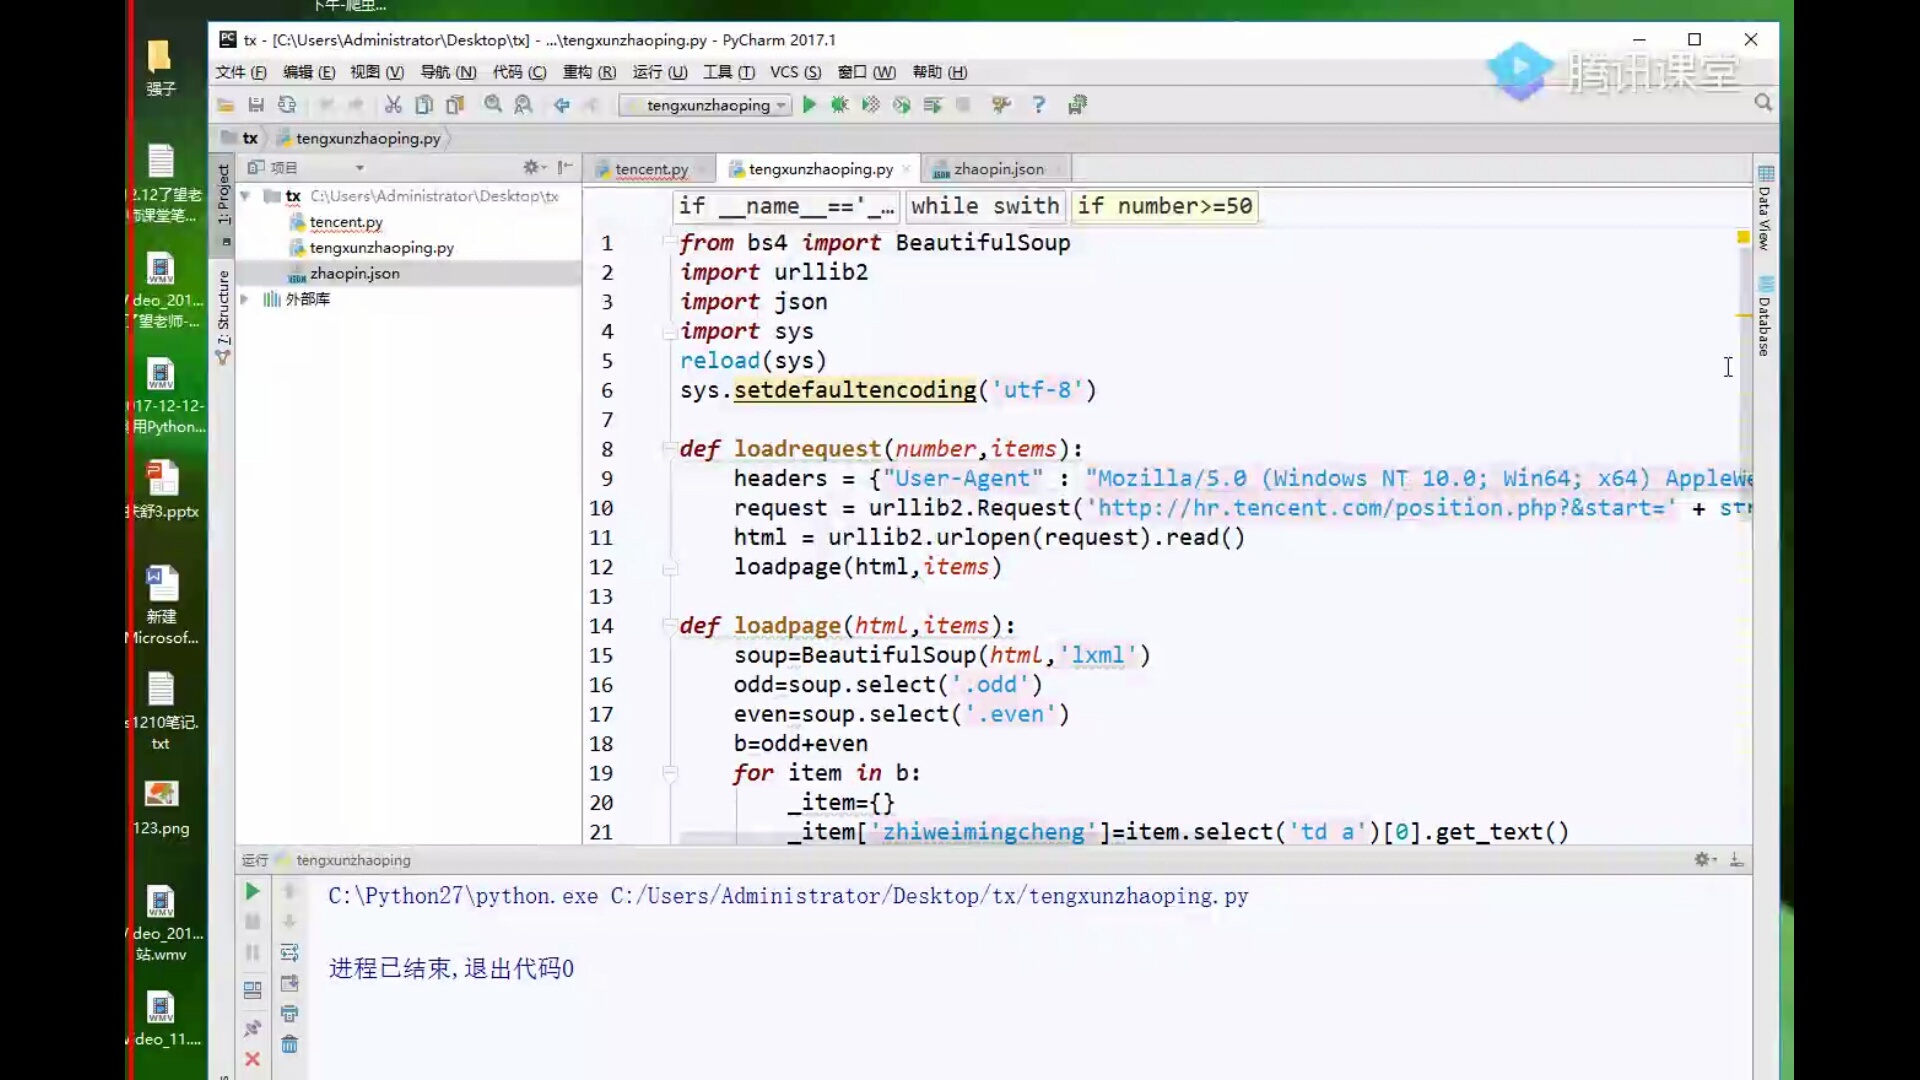 下午-爬虫...
强子
2.12了望老
师课堂笔...
Video_201...
了望老师-...
017-12-12-
用Python...
扶舒3.pptx
新建
Microsof...
s1210笔记.
txt
123.png
Video_201...
站.wmv
Video_11....
tx - [C:\Users\Administrator\Desktop\tx] - ...\tengxunzhaoping.py - PyCharm 2017.1
腾讯课堂
文件 (F) 编辑 (E) 视图 (V) 导航 (N) 代码 (C) 重构 (R) 运行 (U) 工具 (T) VCS (S) 窗口 (W) 帮助 (H)
tengxunzhaoping
tx tengxunzhaoping.py
1: Project
7: Structure
项目
tx C:\Users\Administrator\Desktop\tx
tencent.py
tengxunzhaoping.py
zhaopin.json
外部库
tencent.py tengxunzhaoping.py zhaopin.json
if __name__=='_... while swith if number>=50
1 from bs4 import BeautifulSoup
2 import urllib2
3 import json
4 import sys
5 reload(sys)
6 sys.setdefaultencoding('utf-8')
7
8 def loadrequest(number,items):
9 headers = {"User-Agent" : "Mozilla/5.0 (Windows NT 10.0; Win64; x64) AppleWe
10 request = urllib2.Request('http://hr.tencent.com/position.php?&start=' + str
11 html = urllib2.urlopen(request).read()
12 loadpage(html,items)
13
14 def loadpage(html,items):
15 soup=BeautifulSoup(html,'lxml')
16 odd=soup.select('.odd')
17 even=soup.select('.even')
18 b=odd+even
19 for item in b:
20 _item={}
21 _item['zhiweimingcheng']=item.select('td a')[0].get_text()
Data View
Database
运行 tengxunzhaoping
C:\Python27\python.exe C:/Users/Administrator/Desktop/tx/tengxunzhaoping.py
进程已结束,退出代码0